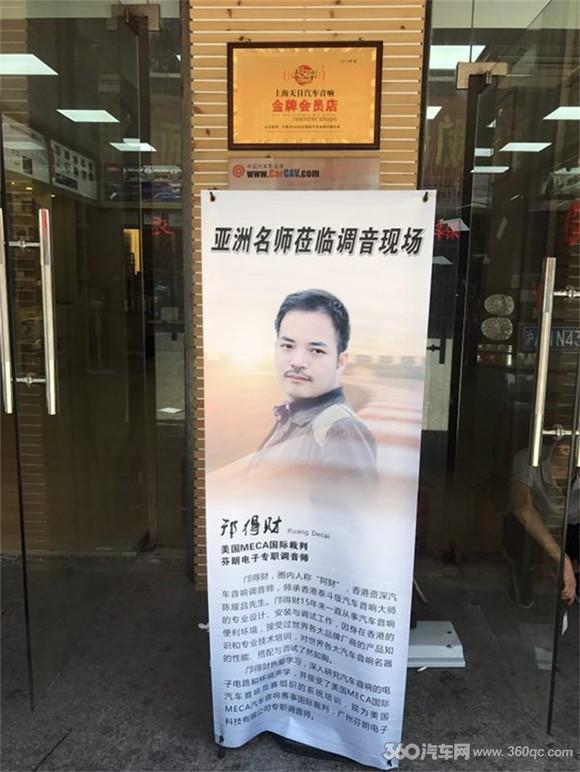 上海天目汽车音响
金牌会员店
member shops
@ www.CarCAV.com
亚洲名师莅临调音现场
邝得财 Kuang Decai
美国MECA国际裁判
芬朗电子专职调音师
邝得财，圈内人称“阿财”，香港资深汽
车音响调音师，师承香港泰斗级汽车音响大师
陈耀昌先生。邝得财15年来一直从事汽车音响
的专业设计、安装与调试工作，因身在香港的
便利环境，接受过世界各大品牌厂商的产品知
识和专业技术培训，对世界各大汽车音响名器
的性能、搭配与调试了然如胸。
邝得财热爱学习，深入研究汽车音响的电
子电路和环境声学，并接受了美国MECA国际
汽车音响竞赛组织的系统培训，现为美国
MECA汽车音响赛事国际裁判，广州芬朗电子
科技有限公司专职调音师。
沪 N43
360汽车网 www.360qc.com